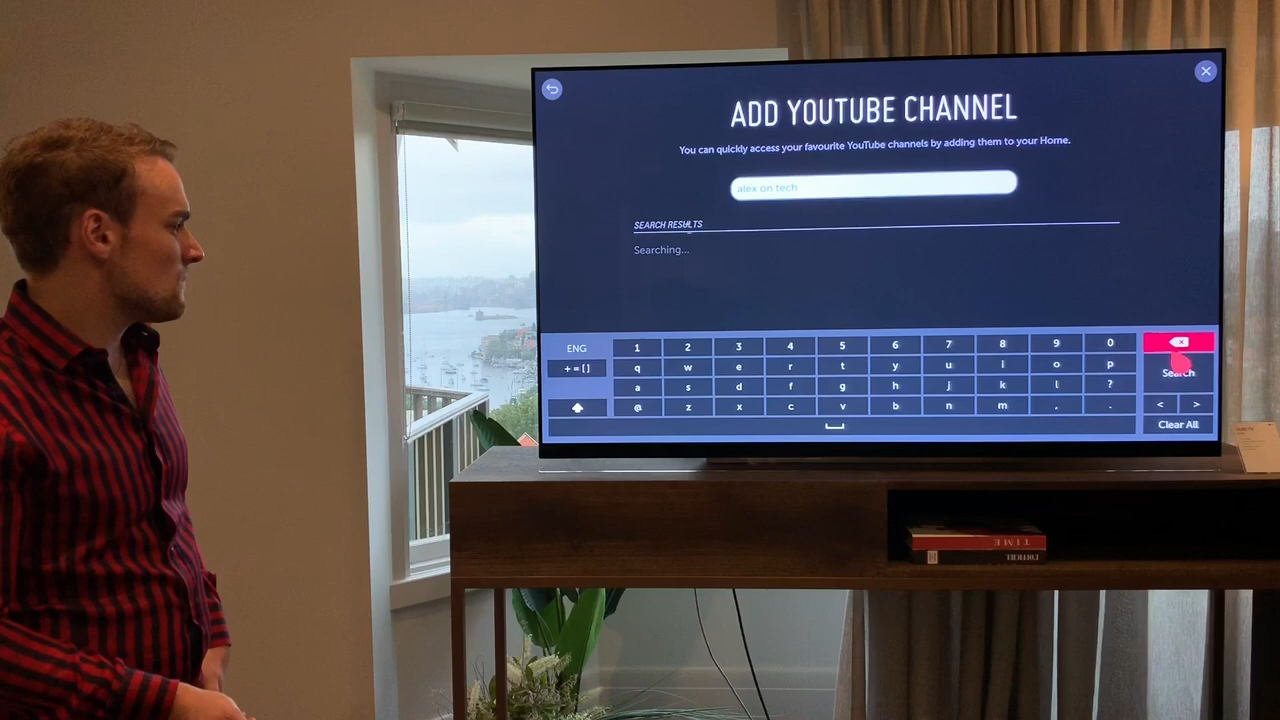 ADD YOUTUBE CHANNEL
You can quickly access your favourite YouTube channels by adding them to your Home.
alex on tech
SEARCH RESULTS
Searching...
ENG 1 2 3 4 5 6 7 8 9 0
+ = [ ] q w e r t y u i o p
Search
a s d f g h j k l ?
@ z x c v b n m , . < >
Clear All
TIME